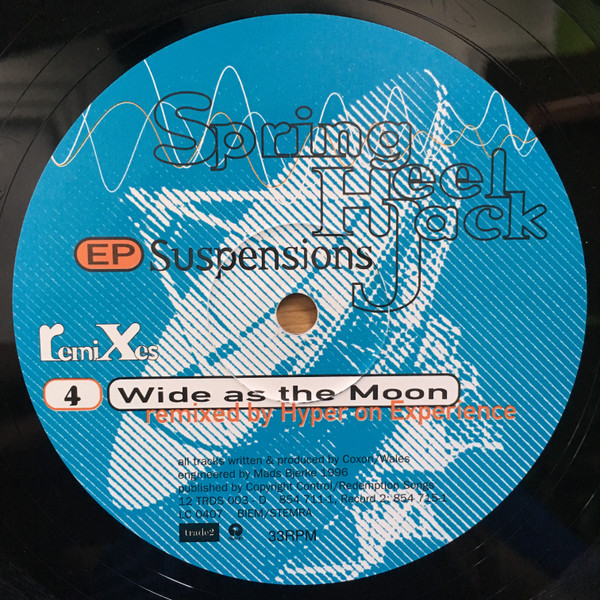 Spring
Heel
Jack
EP Suspensions
remiXes
4 Wide as the Moon
remixed by Hyper on Experience
all tracks written & produced by Coxon/Wales
engineered by Mads Bjerke 1996
published by Copyright Control/Redemption Songs
12 TRDS 003 - D 854 711-1, Record 2: 854 715-1
LC 0407 BIEM/STEMRA
trade2 33RPM